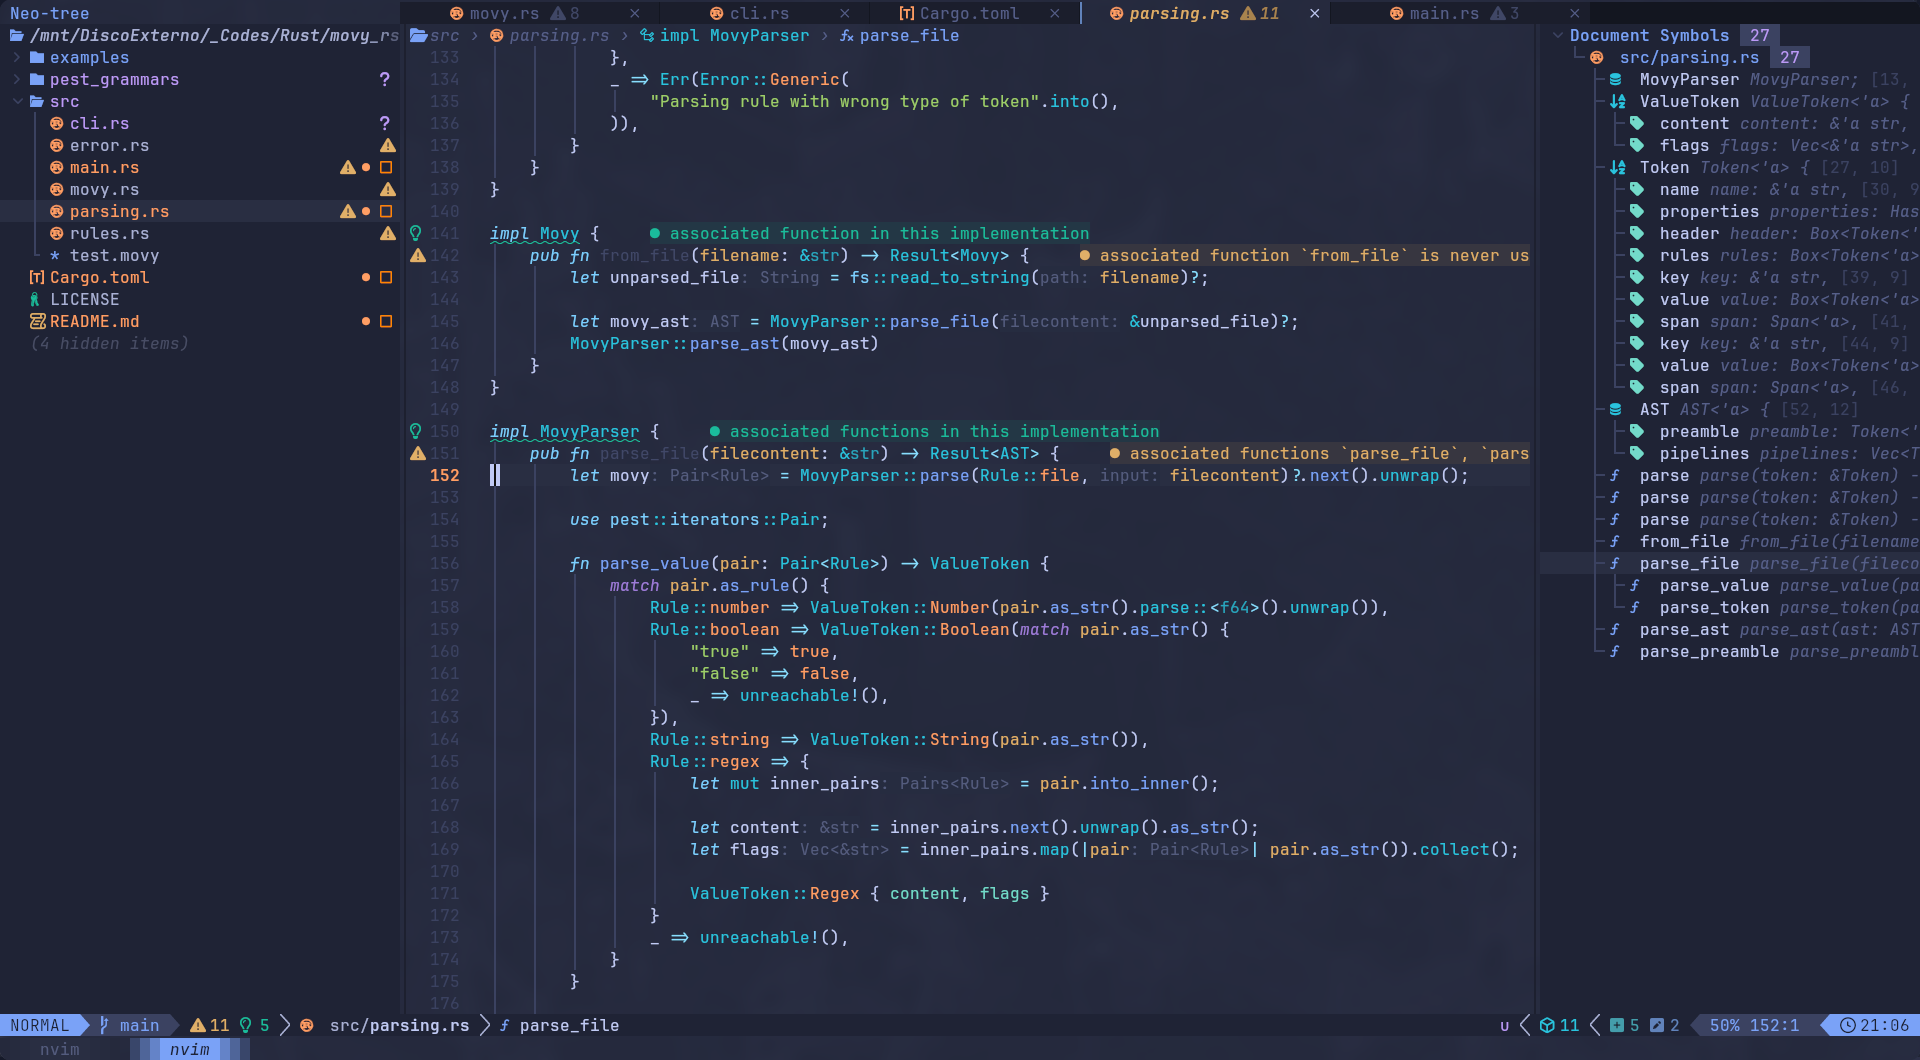 Neo-tree
/mnt/DiscoExterno/_Codes/Rust/movy_rs
examples
pest_grammars ?
src
cli.rs ?
error.rs
main.rs
movy.rs
parsing.rs
rules.rs
* test.movy
[T] Cargo.toml
LICENSE
README.md
(4 hidden items)
movy.rs 8 ×
cli.rs ×
[T] Cargo.toml ×
parsing.rs 11 ×
main.rs 3 ×
src › parsing.rs › impl MovyParser › fx parse_file
133 },
134 _ => Err(Error::Generic(
135 "Parsing rule with wrong type of token".into(),
136 )),
137 }
138 }
139 }
140
141 impl Movy { ● associated function in this implementation
142 pub fn from_file(filename: &str) -> Result<Movy> { ● associated function `from_file` is never us
143 let unparsed_file: String = fs::read_to_string(path: filename)?;
144
145 let movy_ast: AST = MovyParser::parse_file(filecontent: &unparsed_file)?;
146 MovyParser::parse_ast(movy_ast)
147 }
148 }
149
150 impl MovyParser { ● associated functions in this implementation
151 pub fn parse_file(filecontent: &str) -> Result<AST> { ● associated functions `parse_file`, `pars
152 let movy: Pair<Rule> = MovyParser::parse(Rule::file, input: filecontent)?.next().unwrap();
153
154 use pest::iterators::Pair;
155
156 fn parse_value(pair: Pair<Rule>) -> ValueToken {
157 match pair.as_rule() {
158 Rule::number => ValueToken::Number(pair.as_str().parse::<f64>().unwrap()),
159 Rule::boolean => ValueToken::Boolean(match pair.as_str() {
160 "true" => true,
161 "false" => false,
162 _ => unreachable!(),
163 }),
164 Rule::string => ValueToken::String(pair.as_str()),
165 Rule::regex => {
166 let mut inner_pairs: Pairs<Rule> = pair.into_inner();
167
168 let content: &str = inner_pairs.next().unwrap().as_str();
169 let flags: Vec<&str> = inner_pairs.map(|pair: Pair<Rule>| pair.as_str()).collect();
170
171 ValueToken::Regex { content, flags }
172 }
173 _ => unreachable!(),
174 }
175 }
176
Document Symbols 27
src/parsing.rs 27
MovyParser MovyParser; [13,
ValueToken ValueToken<'a> {
content content: &'a str,
flags flags: Vec<&'a str>,
Token Token<'a> { [27, 10]
name name: &'a str, [30, 9
properties properties: Has
header header: Box<Token<'
rules rules: Box<Token<'a>
key key: &'a str, [39, 9]
value value: Box<Token<'a>
span span: Span<'a>, [41,
key key: &'a str, [44, 9]
value value: Box<Token<'a>
span span: Span<'a>, [46,
AST AST<'a> { [52, 12]
preamble preamble: Token<'
pipelines pipelines: Vec<T
f parse parse(token: &Token) -
f parse parse(token: &Token) -
f parse parse(token: &Token) -
f from_file from_file(filename
f parse_file parse_file(fileco
f parse_value parse_value(pa
f parse_token parse_token(pa
f parse_ast parse_ast(ast: AST
f parse_preamble parse_preambl
NORMAL main 11 5 src/parsing.rs f parse_file U 11 5 2 50% 152:1 21:06
nvim nvim